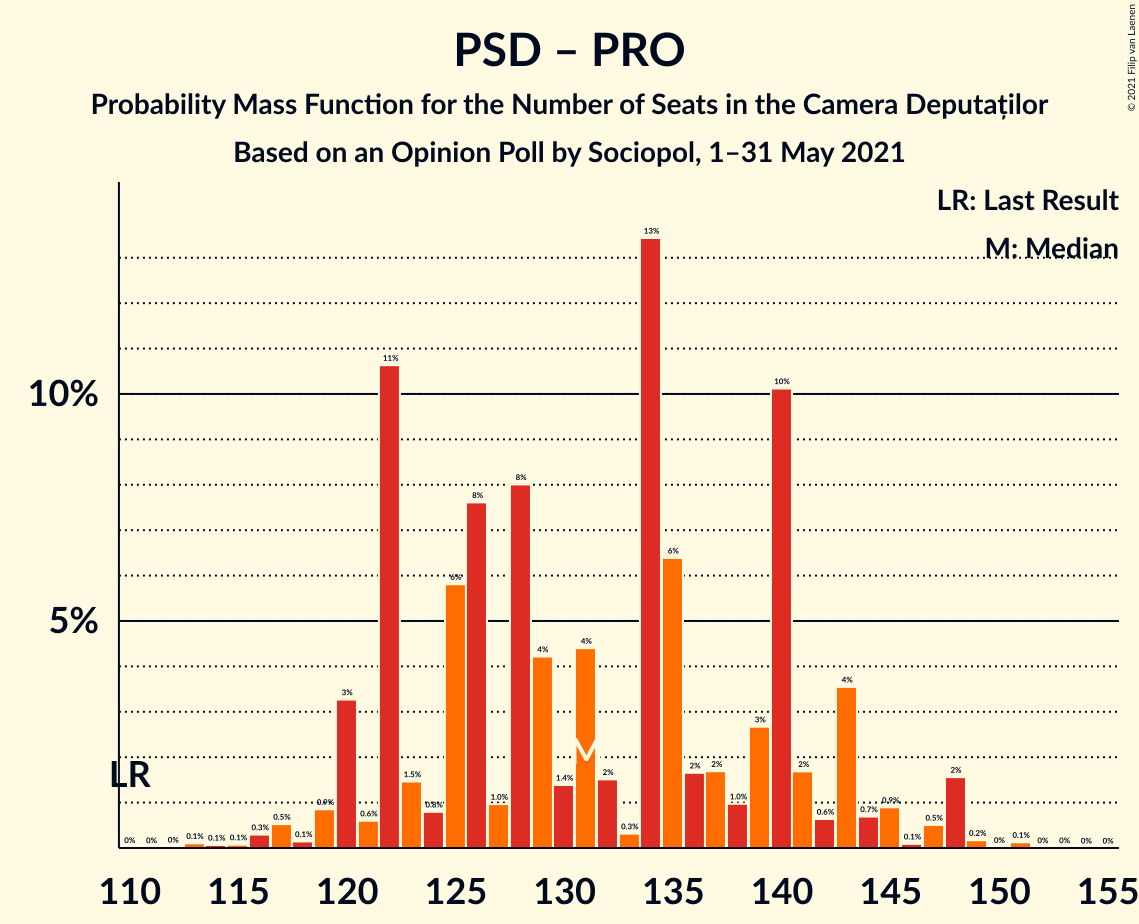 PSD – PRO
Probability Mass Function for the Number of Seats in the Camera Deputaților
Based on an Opinion Poll by Sociopol, 1–31 May 2021
© 2021 Filip van Laenen
LR: Last Result
M: Median
10%
5%
LR
M
0% 0% 0% 0.1% 0.1% 0.1% 0.3% 0.5% 0.1% 0.9% 3% 0.6% 11% 1.5% 0.8% 6% 8% 1.0% 8% 4% 1.4% 4% 2% 0.3% 13% 6% 2% 2% 1.0% 3% 10% 2% 0.6% 4% 0.7% 0.9% 0.1% 0.5% 2% 0.2% 0% 0.1% 0% 0% 0% 0%
110 115 120 125 130 135 140 145 150 155